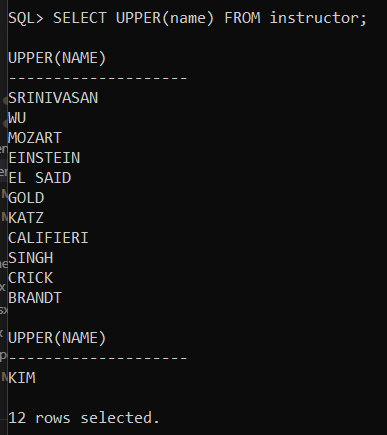 SQL> SELECT UPPER(name) FROM instructor;
UPPER(NAME)
--------------------
SRINIVASAN
WU
MOZART
EINSTEIN
EL SAID
GOLD
KATZ
CALIFIERI
SINGH
CRICK
BRANDT
UPPER(NAME)
--------------------
KIM
12 rows selected.